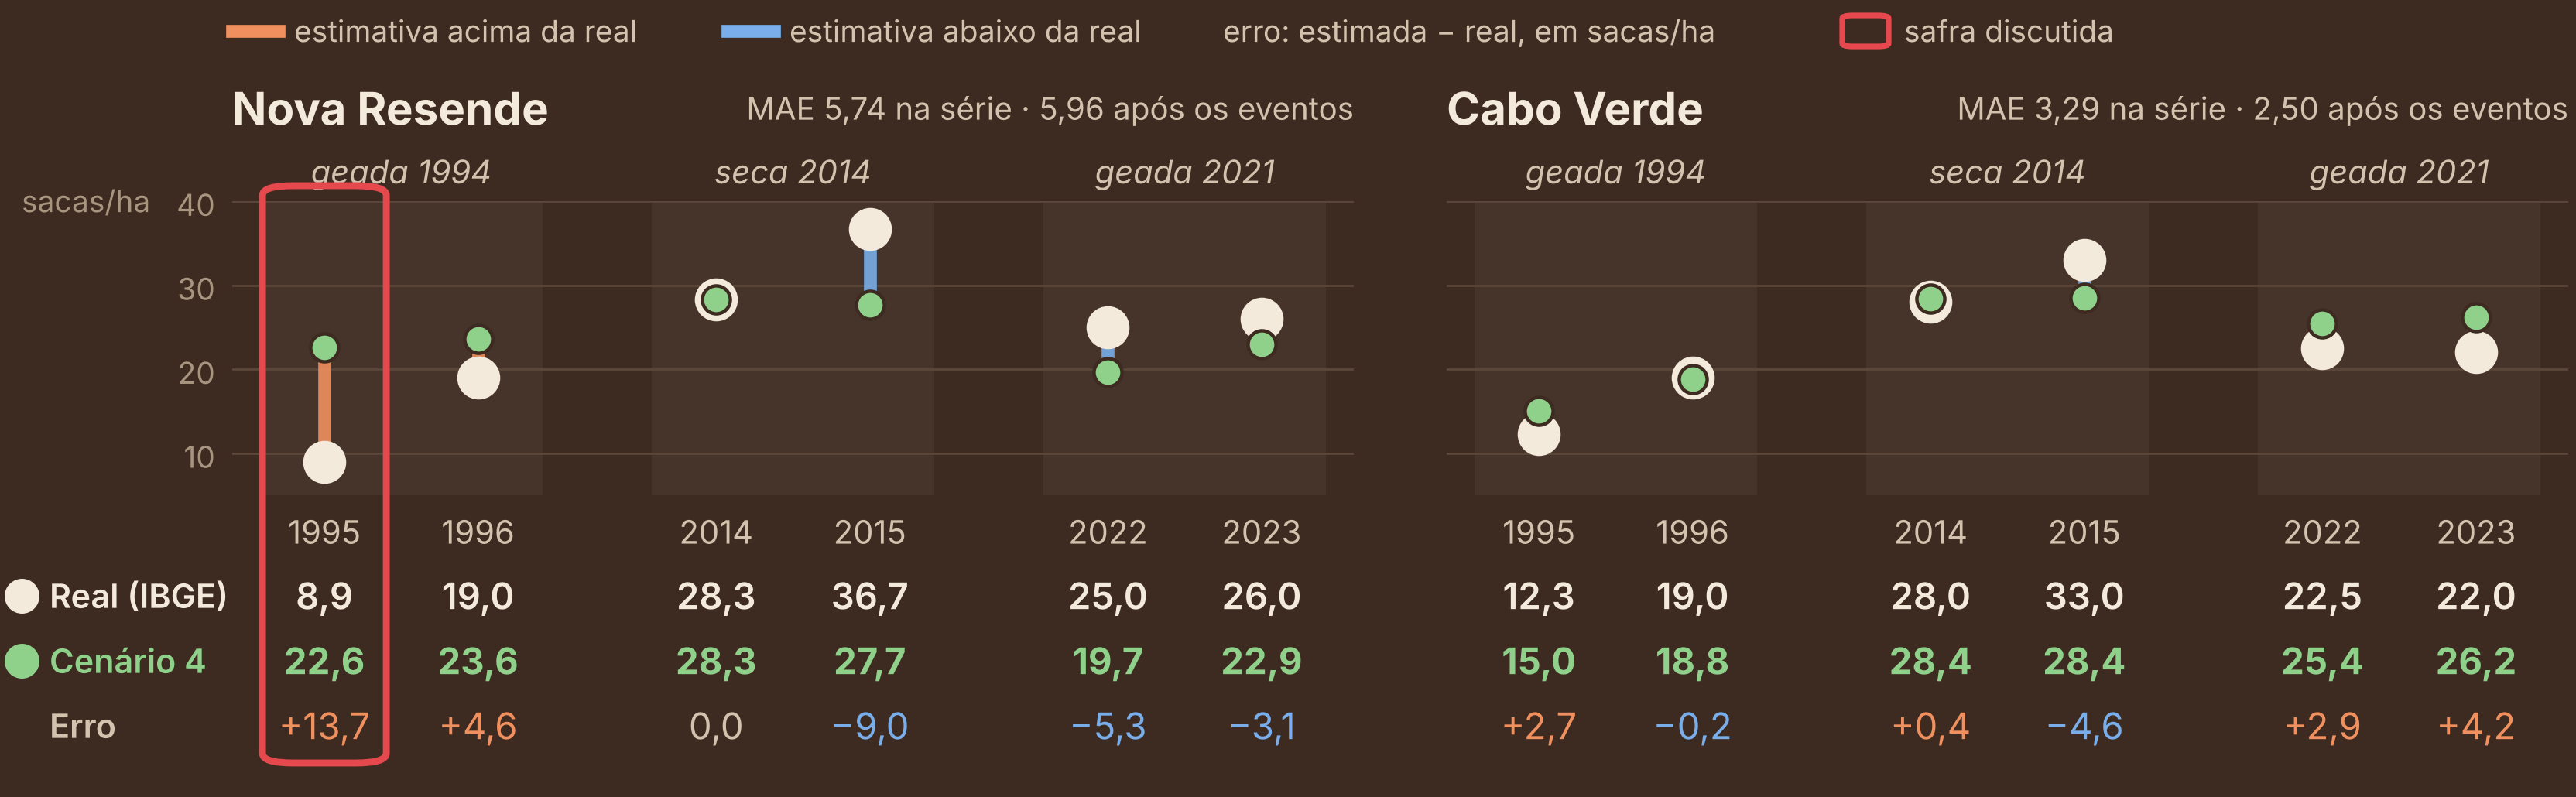 estimativa acima da real estimativa abaixo da real erro: estimada − real, em sacas/ha safra discutida
Nova Resende MAE 5,74 na série · 5,96 após os eventos Cabo Verde MAE 3,29 na série · 2,50 após os eventos
geada 1994 seca 2014 geada 2021 geada 1994 seca 2014 geada 2021
sacas/ha 40
30
20
10
1995 1996 2014 2015 2022 2023 1995 1996 2014 2015 2022 2023
Real (IBGE) 8,9 19,0 28,3 36,7 25,0 26,0 12,3 19,0 28,0 33,0 22,5 22,0
Cenário 4 22,6 23,6 28,3 27,7 19,7 22,9 15,0 18,8 28,4 28,4 25,4 26,2
Erro +13,7 +4,6 0,0 −9,0 −5,3 −3,1 +2,7 −0,2 +0,4 −4,6 +2,9 +4,2